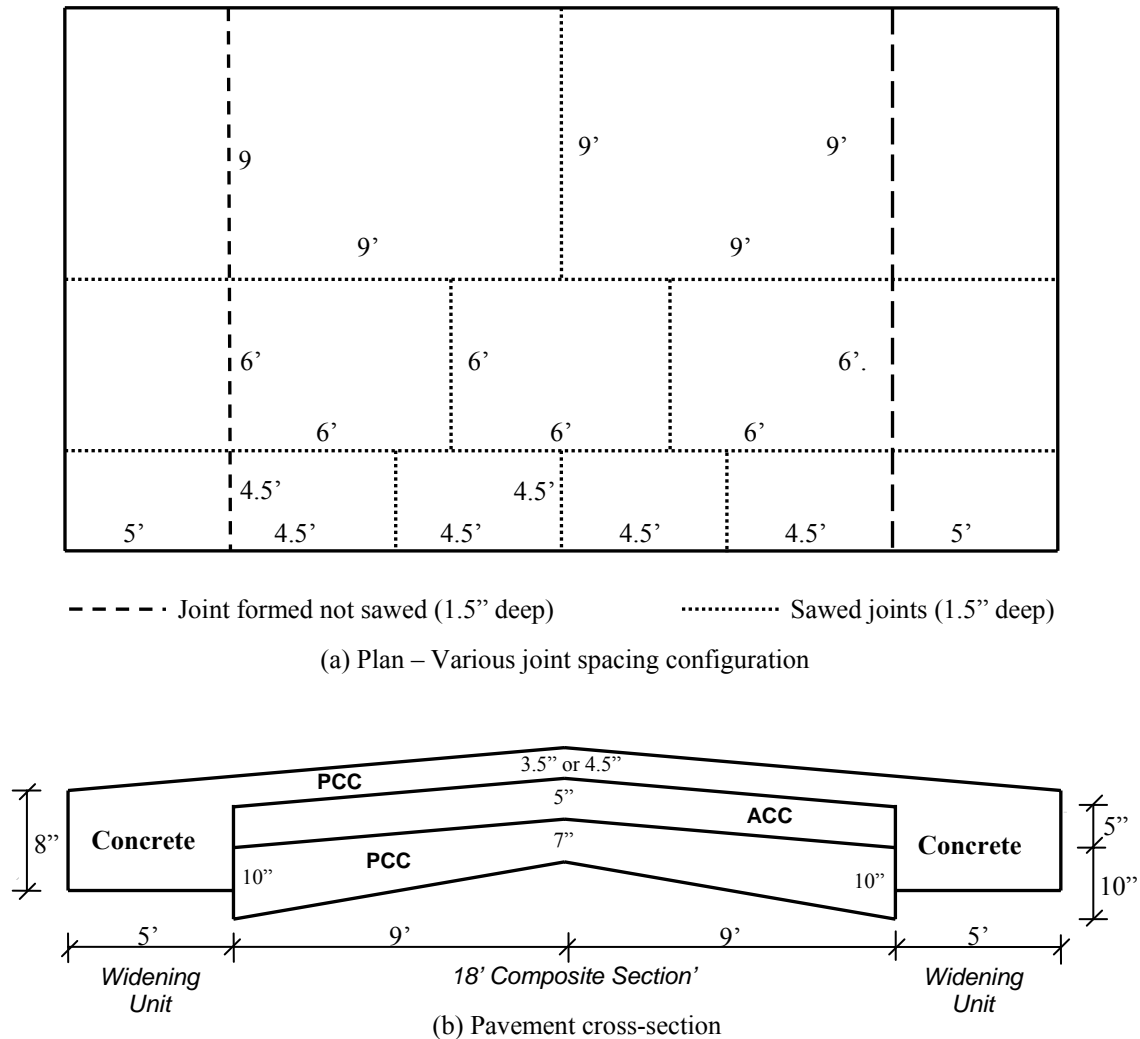 9 9’ 9’
9’ 9’
6’ 6’ 6’.
6’ 6’ 6’
4.5’ 4.5’
5’ 4.5’ 4.5’ 4.5’ 4.5’ 5’
Joint formed not sawed (1.5” deep) Sawed joints (1.5” deep)
(a) Plan – Various joint spacing configuration
3.5” or 4.5”
PCC
5”
ACC
5”
8”
Concrete
7”
Concrete
PCC
10”
10”
10”
5’ 9’ 9’ 5’
Widening
Unit
18' Composite Section'
Widening
Unit
(b) Pavement cross-section